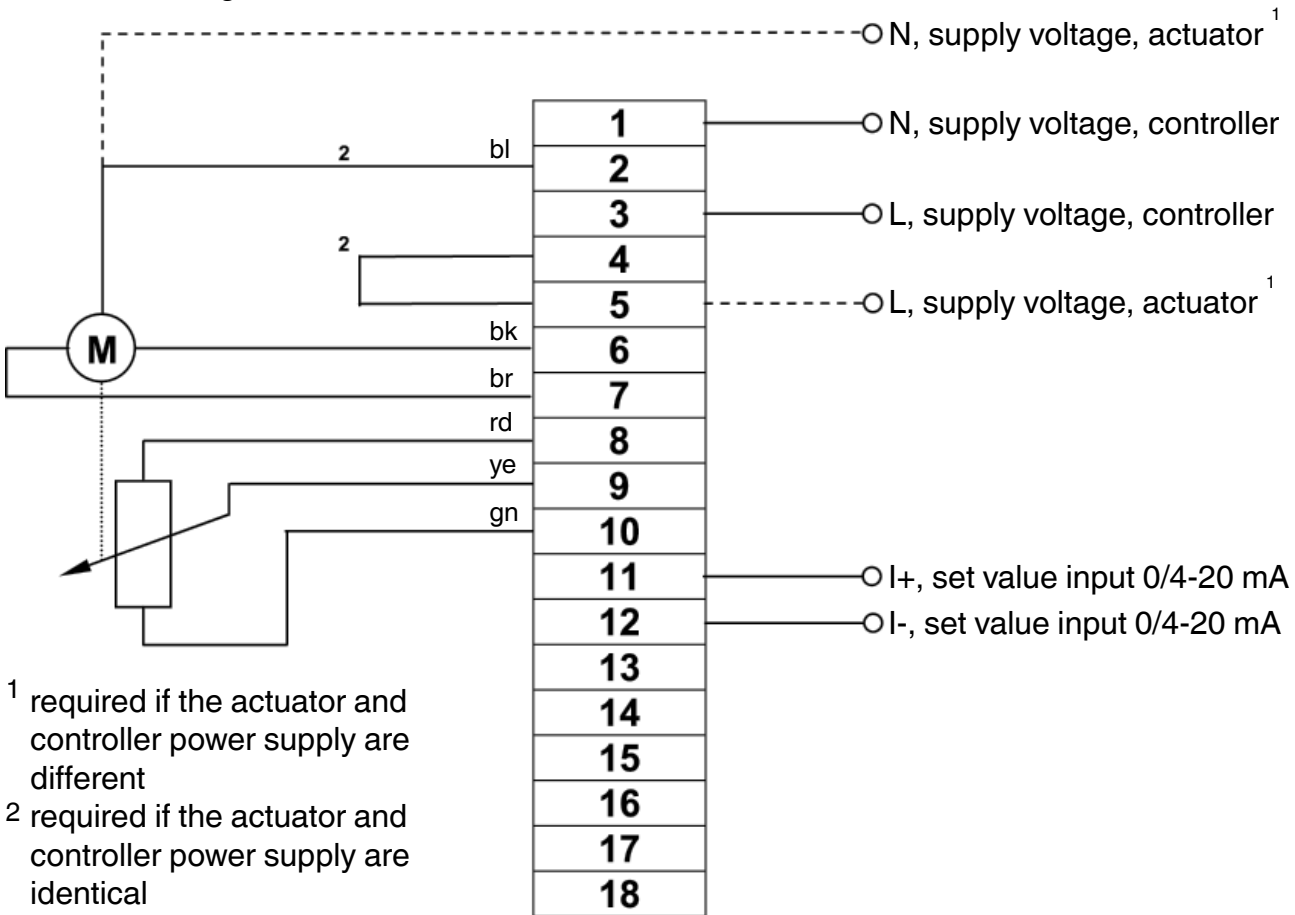 N, supply voltage, actuator 1
1
N, supply voltage, controller
2 bl
2
3
L, supply voltage, controller
2
4
5
L, supply voltage, actuator 1
M
bk
6
br
7
rd
8
ye
9
gn
10
11
I+, set value input 0/4-20 mA
12
I-, set value input 0/4-20 mA
13
14
15
16
17
18
1 required if the actuator and
controller power supply are
different
2 required if the actuator and
controller power supply are
identical